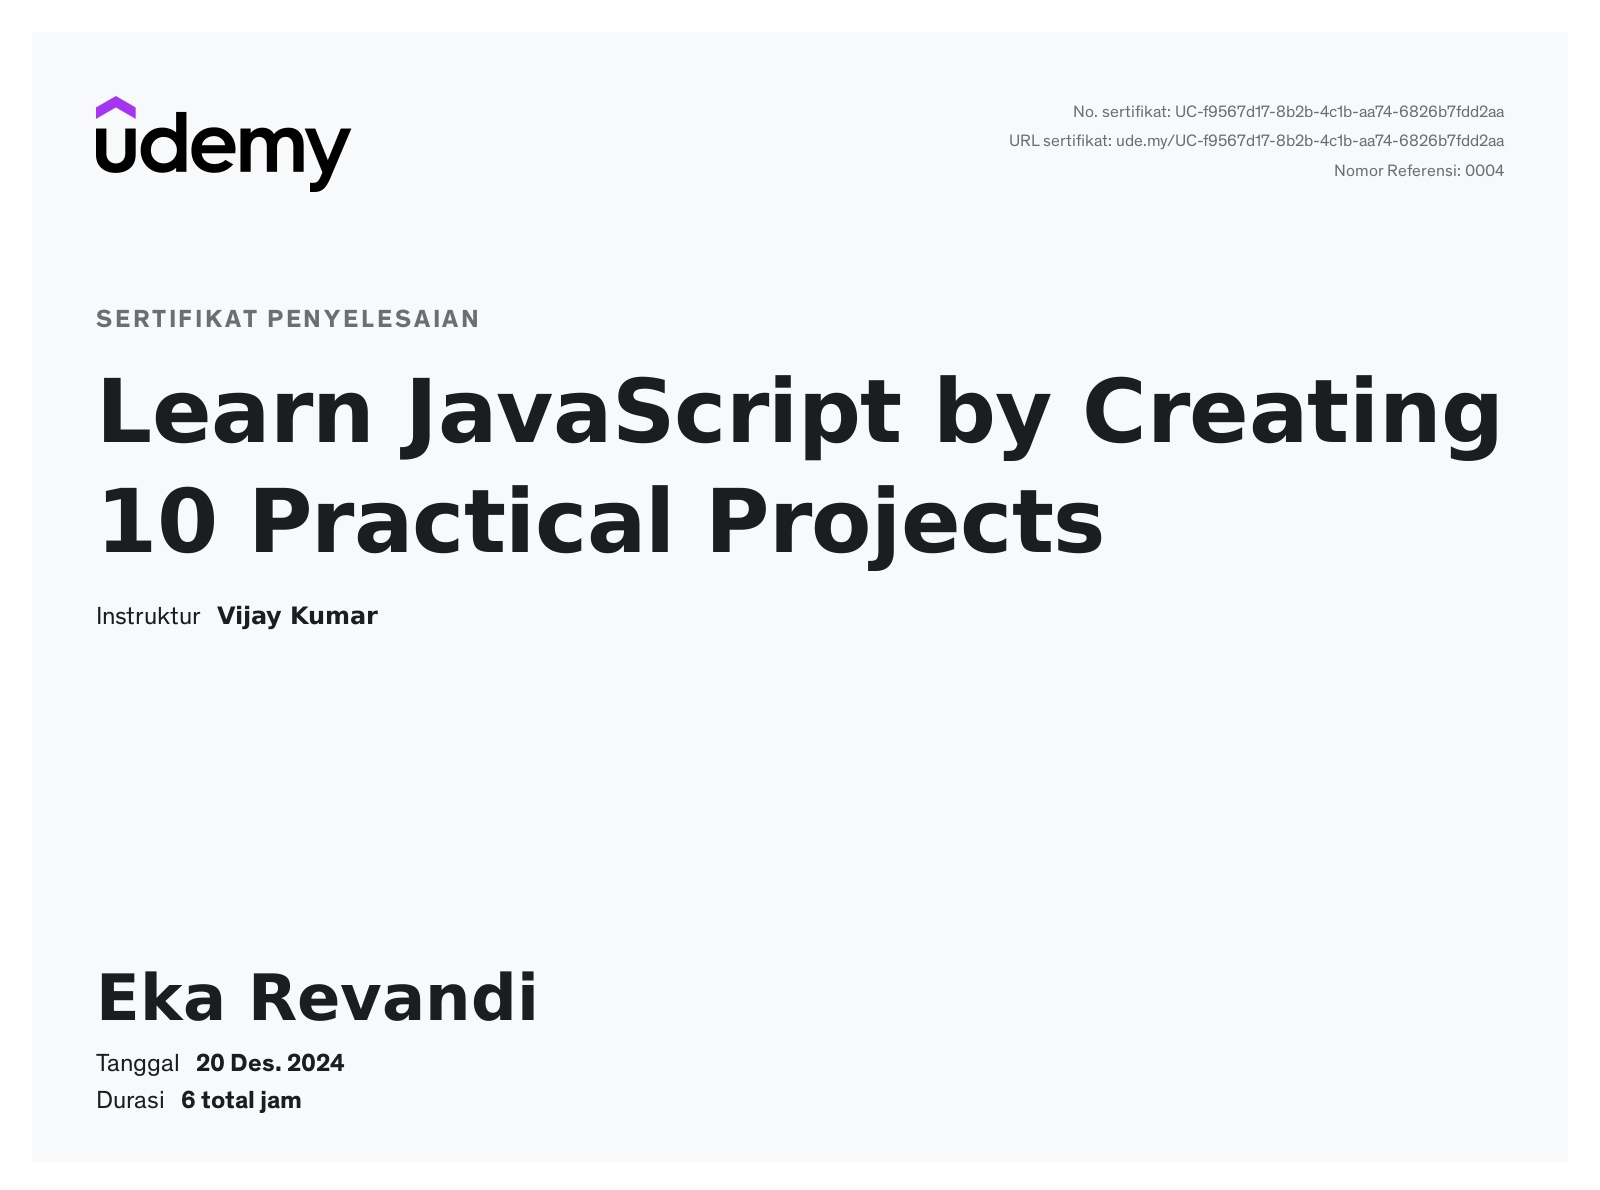 udemy
No. sertifikat: UC-f9567d17-8b2b-4c1b-aa74-6826b7fdd2aa
URL sertifikat: ude.my/UC-f9567d17-8b2b-4c1b-aa74-6826b7fdd2aa
Nomor Referensi: 0004
SERTIFIKAT PENYELESAIAN
Learn JavaScript by Creating
10 Practical Projects
Instruktur Vijay Kumar
Eka Revandi
Tanggal 20 Des. 2024
Durasi 6 total jam